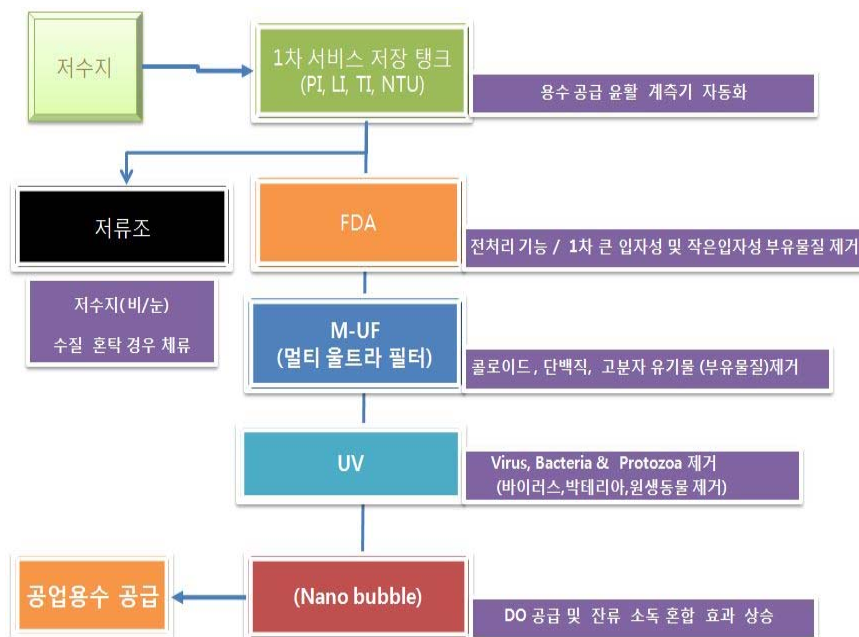 저수지
1차 서비스 저장 탱크
(PI, LI, TI, NTU)
용수 공급 윤활 계측기 자동화
저류조
저수지(비/눈)
수질 혼탁 경우 체류
FDA
전처리 기능 / 1차 큰 입자성 및 작은입자성 부유물질 제거
M-UF
(멀티 울트라 필터)
콜로이드, 단백직, 고분자 유기물 (부유물질)제거
UV
Virus, Bacteria & Protozoa 제거
(바이러스,박테리아,원생동물 제거)
공업용수 공급
(Nano bubble)
DO 공급 및 잔류 소독 혼합 효과 상승